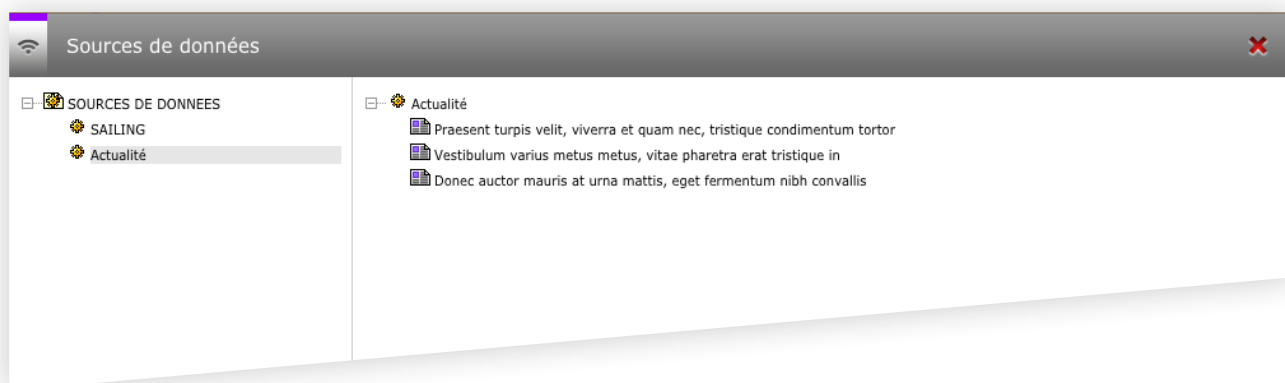 Sources de données
SOURCES DE DONNEES
SAILING
Actualité
Actualité
Praesent turpis velit, viverra et quam nec, tristique condimentum tortor
Vestibulum varius metus metus, vitae pharetra erat tristique in
Donec auctor mauris at urna mattis, eget fermentum nibh convallis